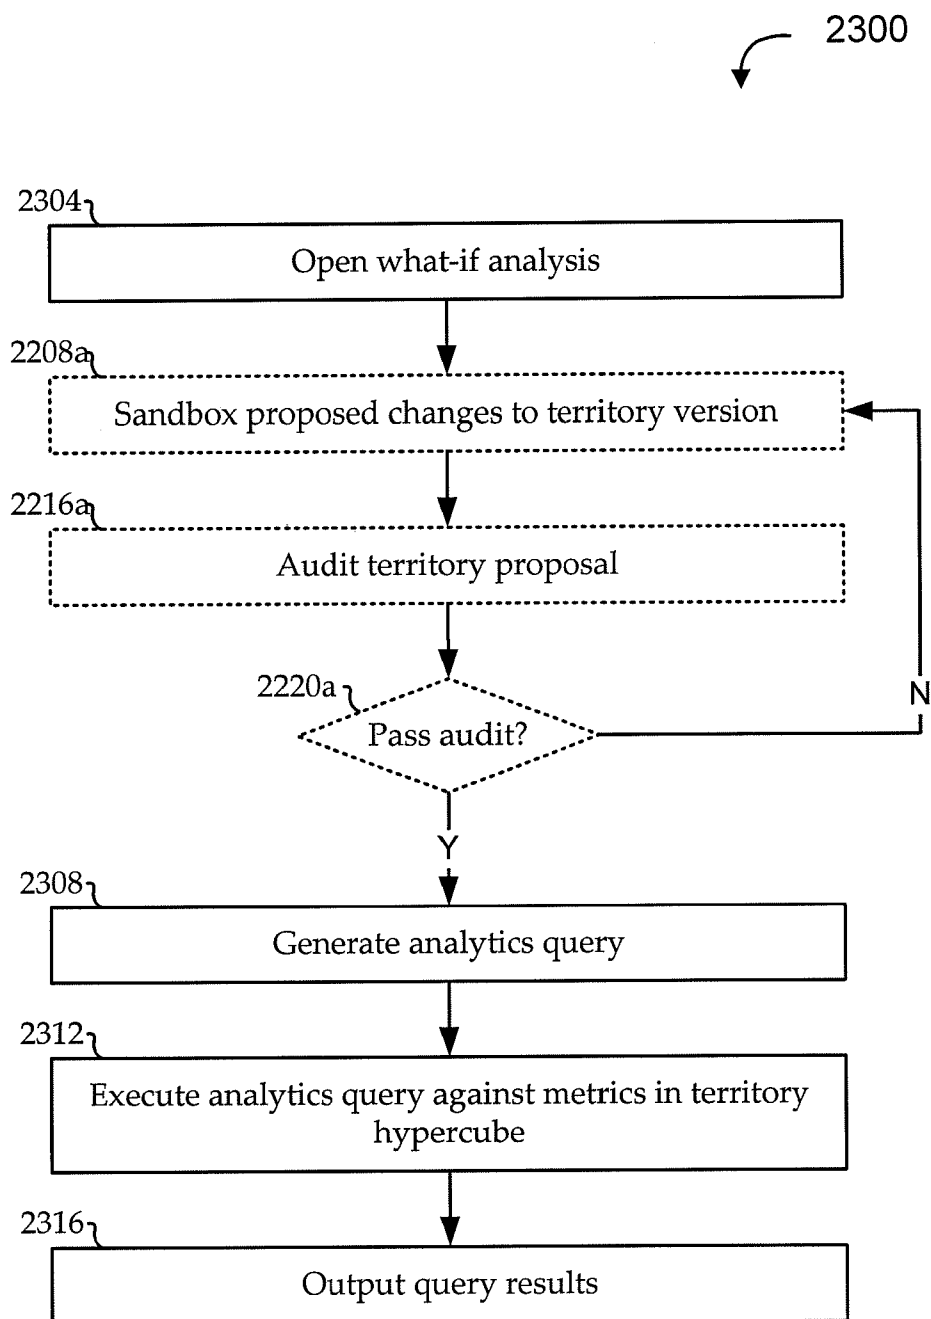 2300
2304
Open what-if analysis
2208a
Sandbox proposed changes to territory version
2216a
Audit territory proposal
2220a
Pass audit?
N
Y
2308
Generate analytics query
2312
Execute analytics query against metrics in territory
hypercube
2316
Output query results